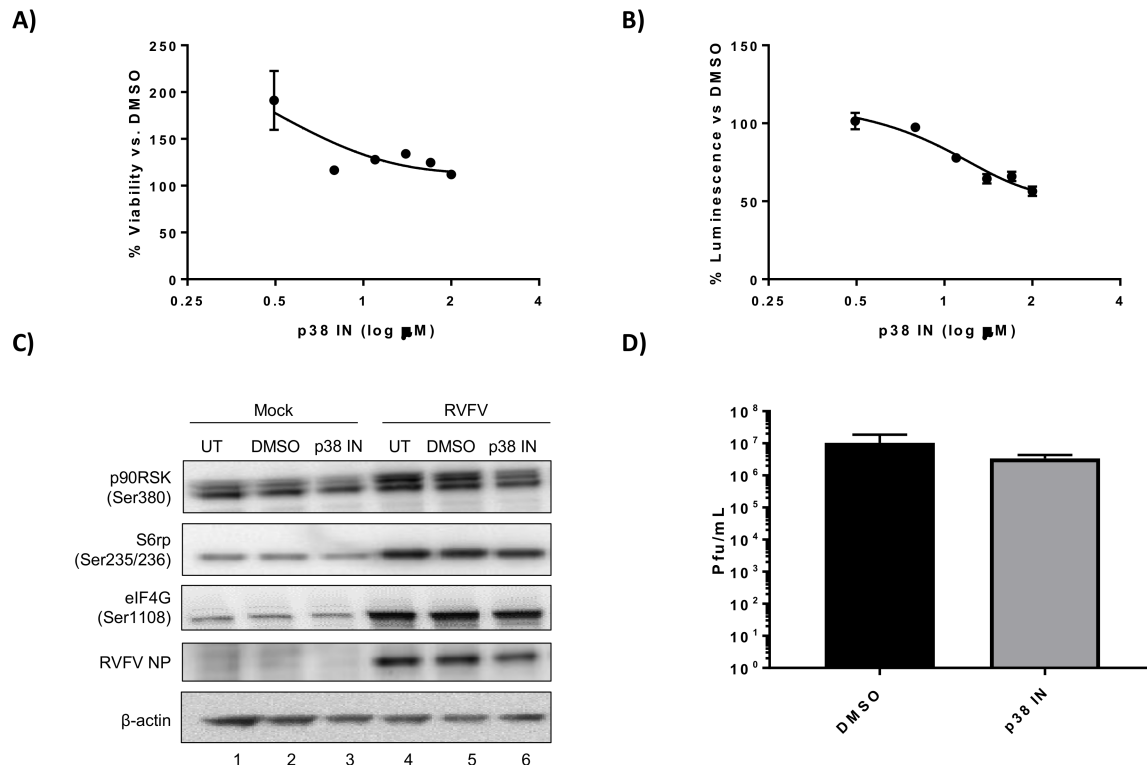 A)
250
200
150
100
50
0
% Viability vs. DMSO
0.25 0.5 1 2 4
p38 IN (log μM)
B)
150
100
50
0
% Luminescence vs DMSO
0.25 0.5 1 2 4
p38 IN (log μM)
C)
Mock RVFV
UT DMSO p38 IN UT DMSO p38 IN
p90RSK
(Ser380)
S6rp
(Ser235/236)
eIF4G
(Ser1108)
RVFV NP
β-actin
1 2 3 4 5 6
D)
10⁸
10⁷
10⁶
10⁵
10⁴
10³
10²
10¹
10⁰
Pfu/mL
DMSO
p38 IN